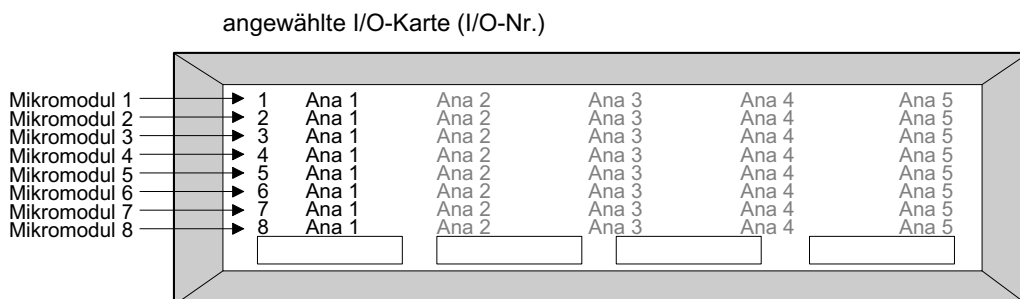 angewählte I/O-Karte (I/O-Nr.)
Mikromodul 1 1 Ana 1 Ana 2 Ana 3 Ana 4 Ana 5
Mikromodul 2 2 Ana 1 Ana 2 Ana 3 Ana 4 Ana 5
Mikromodul 3 3 Ana 1 Ana 2 Ana 3 Ana 4 Ana 5
Mikromodul 4 4 Ana 1 Ana 2 Ana 3 Ana 4 Ana 5
Mikromodul 5 5 Ana 1 Ana 2 Ana 3 Ana 4 Ana 5
Mikromodul 6 6 Ana 1 Ana 2 Ana 3 Ana 4 Ana 5
Mikromodul 7 7 Ana 1 Ana 2 Ana 3 Ana 4 Ana 5
Mikromodul 8 8 Ana 1 Ana 2 Ana 3 Ana 4 Ana 5